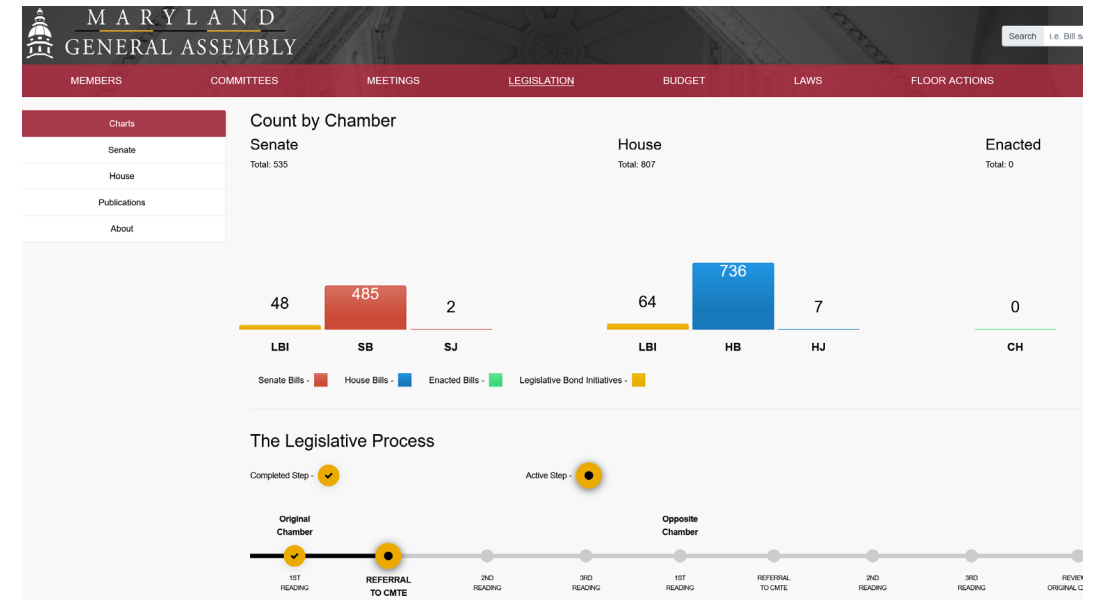 MARYLAND
GENERAL ASSEMBLY
Search i.e. Bill
MEMBERS COMMITTEES MEETINGS LEGISLATION BUDGET LAWS FLOOR ACTIONS
Charts
Senate
House
Publications
About
Count by Chamber
Senate House Enacted
Total: 535 Total: 807 Total: 0
48 485 2 64 736 7 0
LBI SB SJ LBI HB HJ CH
Senate Bills - House Bills - Enacted Bills - Legislative Bond Initiatives -
The Legislative Process
Completed Step - Active Step -
Original Opposite
Chamber Chamber
1ST REFERRAL 2ND 3RD 1ST REFERRAL 2ND 3RD
READING TO CMTE READING READING READING TO CMTE READING READING ORIGINAL